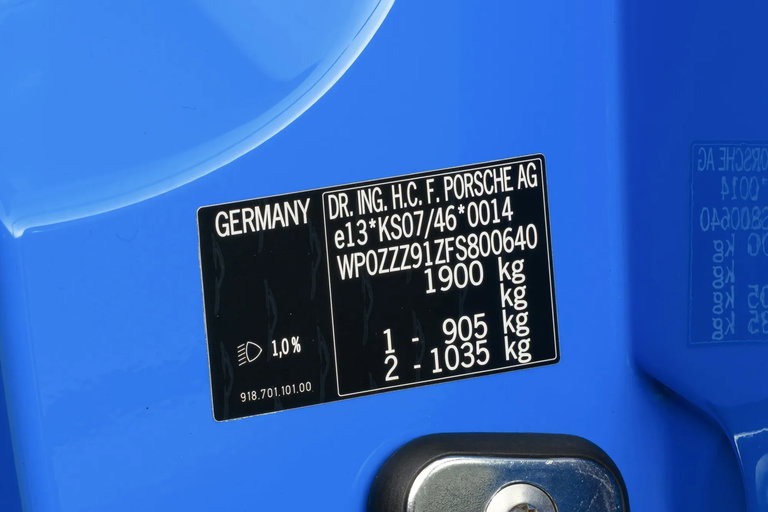 GERMANY
1,0%
918.701.101.00
DR. ING. H.C. F. PORSCHE AG
e13*KS07/46*0014
WP0ZZZ91ZFS800640
1900 kg
kg
1 - 905 kg
2 - 1035 kg